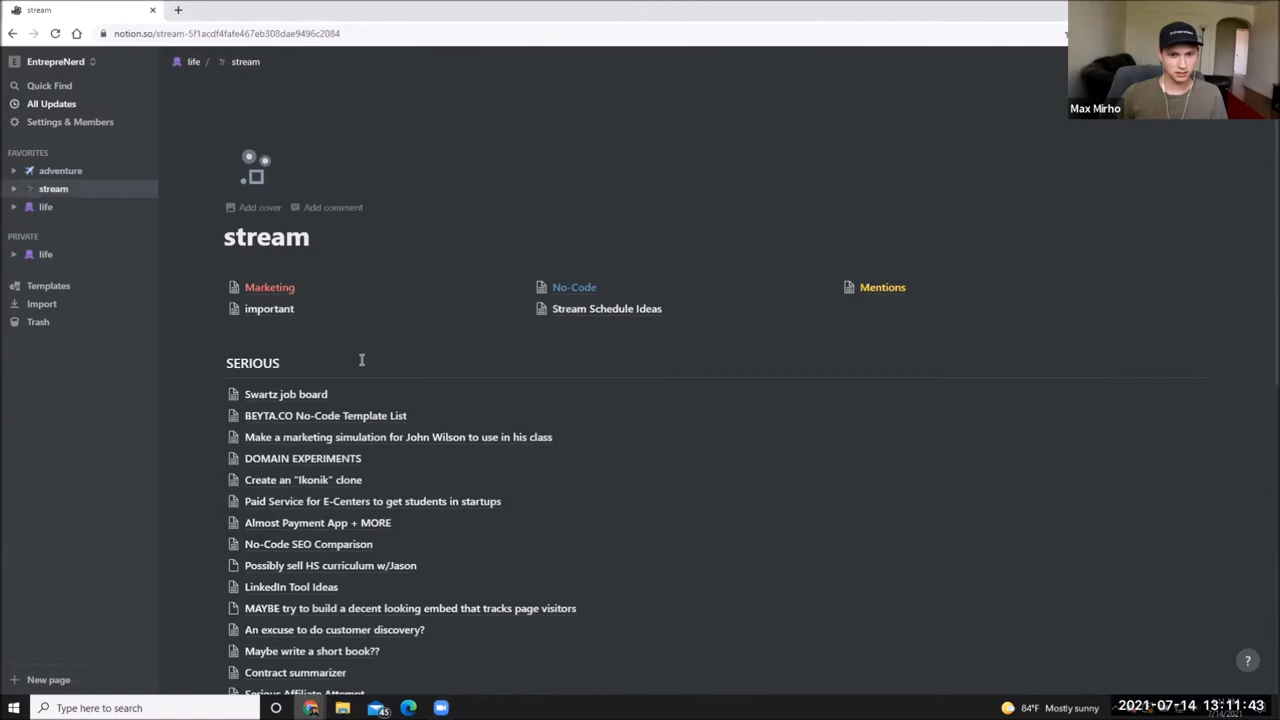 stream
notion.so/stream-5f1acdf4fafe467eb308dae9496c2084
E EntrepreNerd
life / stream
Quick Find
All Updates
Settings & Members
Max Mirho
FAVORITES
adventure
stream
life
PRIVATE
life
Templates
Import
Trash
Add cover Add comment
stream
Marketing No-Code Mentions
important Stream Schedule Ideas
SERIOUS
Swartz job board
BEYTA.CO No-Code Template List
Make a marketing simulation for John Wilson to use in his class
DOMAIN EXPERIMENTS
Create an "Ikonik" clone
Paid Service for E-Centers to get students in startups
Almost Payment App + MORE
No-Code SEO Comparison
Possibly sell HS curriculum w/Jason
LinkedIn Tool Ideas
MAYBE try to build a decent looking embed that tracks page visitors
An excuse to do customer discovery?
Maybe write a short book??
Contract summarizer
Serious Affiliate Attempt
New page
?
Type here to search
45
84°F Mostly sunny
2021-07-14 13:11:43